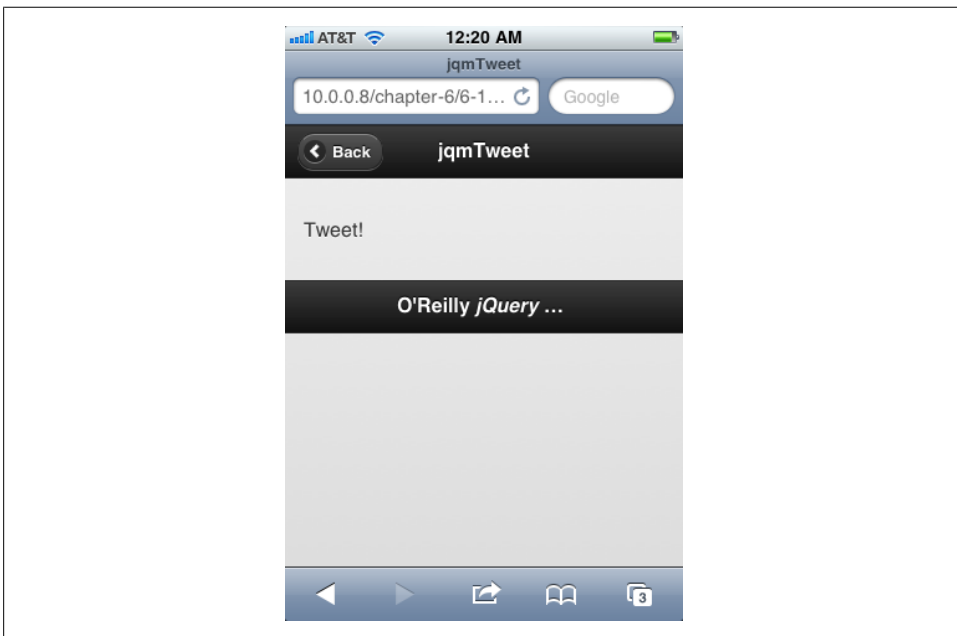 AT&T 12:20 AM
jqmTweet
10.0.0.8/chapter-6/6-1... Google
Back jqmTweet
Tweet!
O'Reilly jQuery ...
3